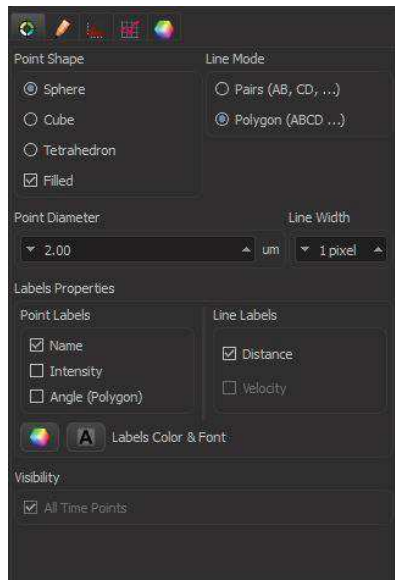 Point Shape Line Mode
Sphere Pairs (AB, CD, ...)
Cube Polygon (ABCD ...)
Tetrahedron
Filled
Point Diameter Line Width
2.00 um 1 pixel
Labels Properties
Point Labels Line Labels
Name
Distance
Intensity
Velocity
Angle (Polygon)
A Labels Color & Font
Visibility
All Time Points